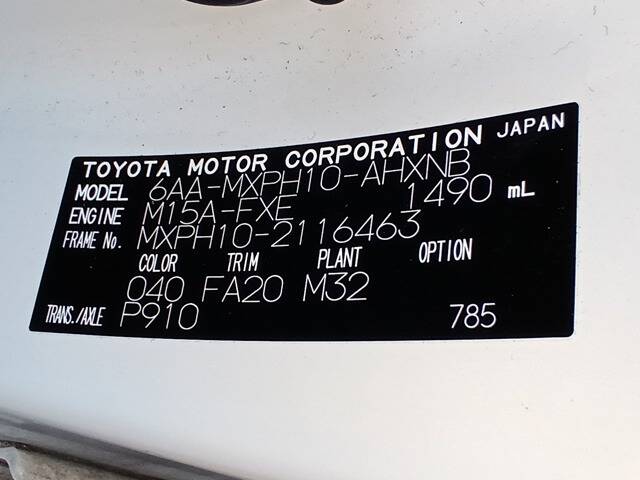 TOYOTA MOTOR CORPORATION JAPAN
MODEL 6AA-MXPH10-AHXNB
ENGINE M15A-FXE 1490 mL
FRAME No. MXPH10-2116463
COLOR TRIM PLANT OPTION
040 FA20 M32
TRANS./AXLE P910 785